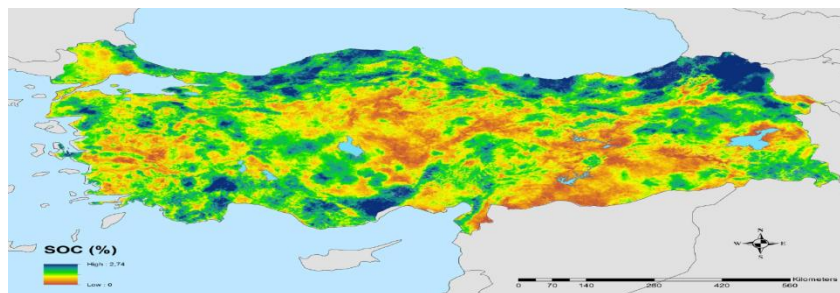 SOC (%)
High : 2,74
Low : 0
N
W E
S
Kilometers
0 70 140 280 420 560